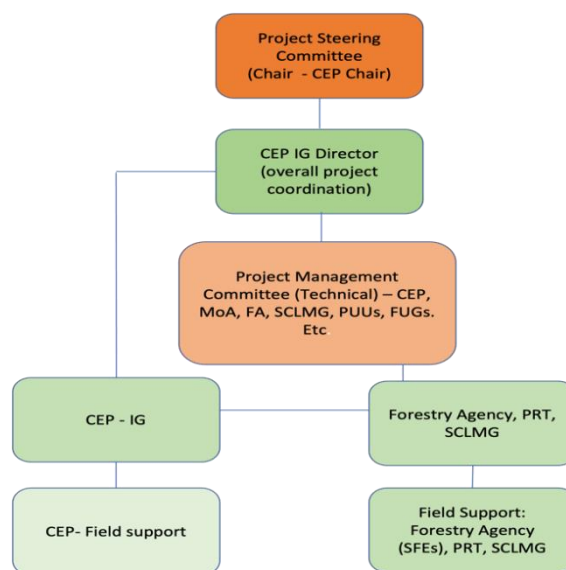 Project Steering
Committee
(Chair - CEP Chair)
CEP IG Director
(overall project
coordination)
Project Management
Committee (Technical) – CEP,
MoA, FA, SCLMG, PUUs, FUGs.
Etc.
CEP - IG
Forestry Agency, PRT,
SCLMG
CEP- Field support
Field Support:
Forestry Agency
(SFEs), PRT, SCLMG